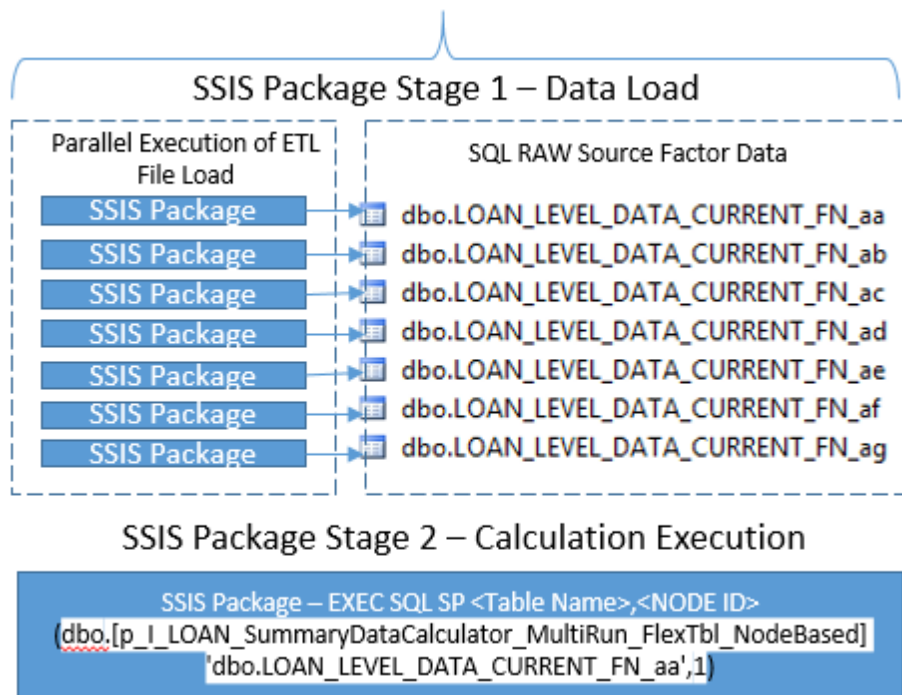 SSIS Package Stage 1 – Data Load
Parallel Execution of ETL
File Load
SQL RAW Source Factor Data
SSIS Package
dbo.LOAN_LEVEL_DATA_CURRENT_FN_aa
SSIS Package
dbo.LOAN_LEVEL_DATA_CURRENT_FN_ab
SSIS Package
dbo.LOAN_LEVEL_DATA_CURRENT_FN_ac
SSIS Package
dbo.LOAN_LEVEL_DATA_CURRENT_FN_ad
SSIS Package
dbo.LOAN_LEVEL_DATA_CURRENT_FN_ae
SSIS Package
dbo.LOAN_LEVEL_DATA_CURRENT_FN_af
SSIS Package
dbo.LOAN_LEVEL_DATA_CURRENT_FN_ag
SSIS Package Stage 2 – Calculation Execution
SSIS Package – EXEC SQL SP <Table Name>,<NODE ID>
(dbo.[p_I_LOAN_SummaryDataCalculator_MultiRun_FlexTbl_NodeBased]
'dbo.LOAN_LEVEL_DATA_CURRENT_FN_aa',1)